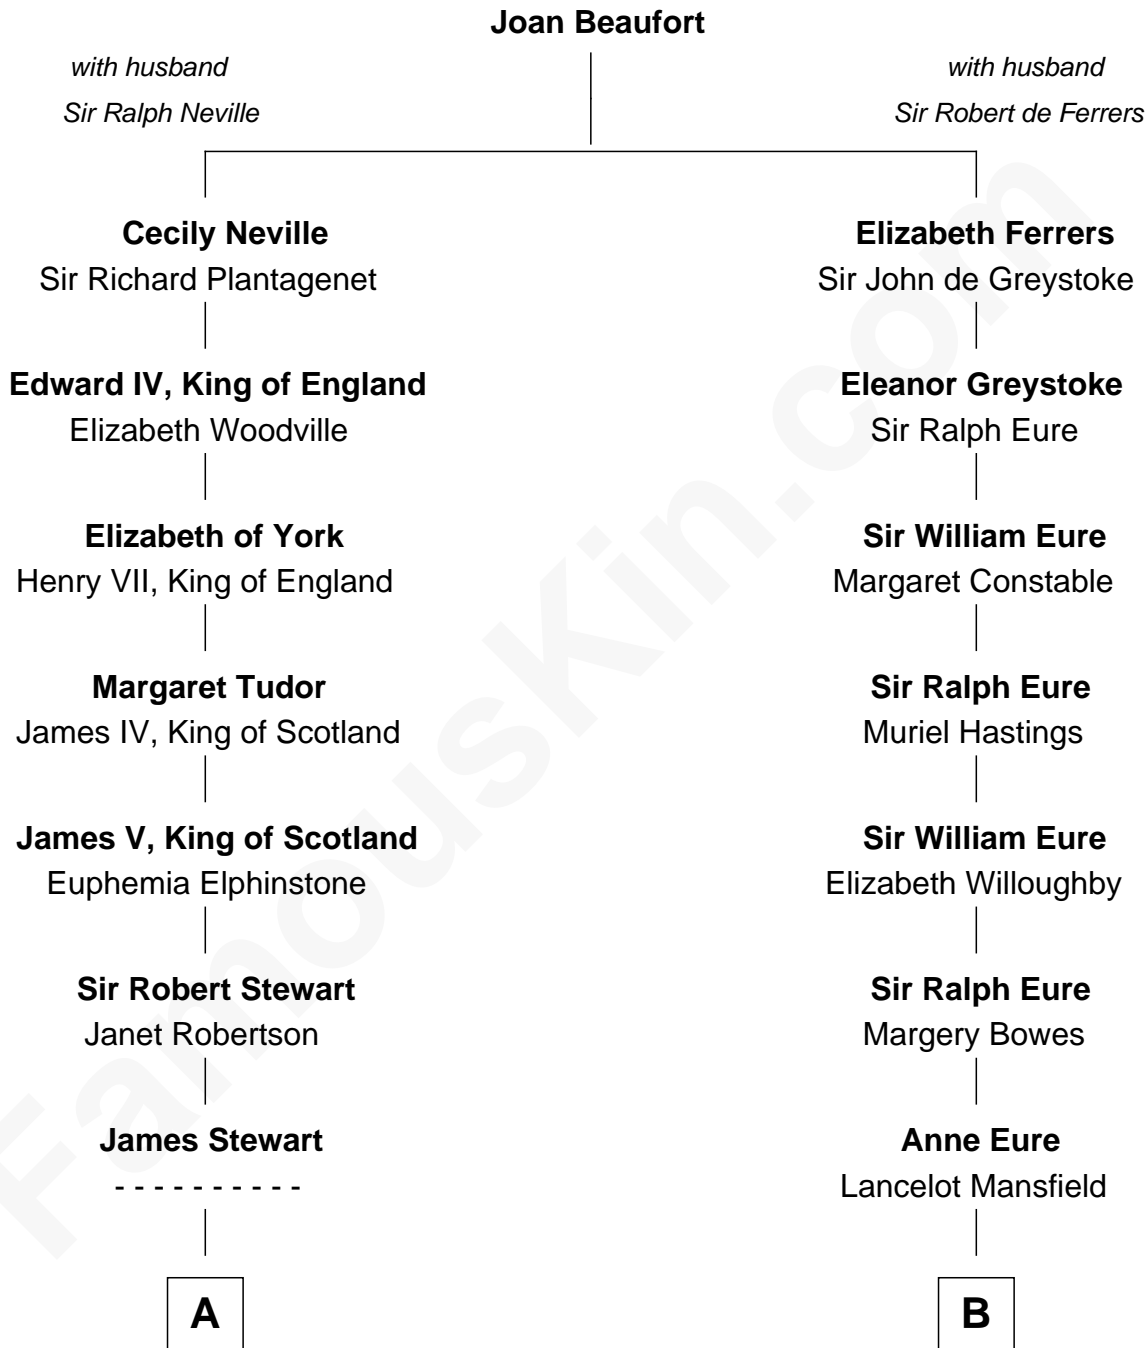 Joan Beaufort
with husband
Sir Ralph Neville
with husband
Sir Robert de Ferrers
Cecily Neville
Sir Richard Plantagenet
Elizabeth Ferrers
Sir John de Greystoke
Edward IV, King of England
Elizabeth Woodville
Eleanor Greystoke
Sir Ralph Eure
Elizabeth of York
Henry VII, King of England
Sir William Eure
Margaret Constable
Margaret Tudor
James IV, King of Scotland
Sir Ralph Eure
Muriel Hastings
James V, King of Scotland
Euphemia Elphinstone
Sir William Eure
Elizabeth Willoughby
Sir Robert Stewart
Janet Robertson
Sir Ralph Eure
Margery Bowes
James Stewart
- - - - - - - - - -
Anne Eure
Lancelot Mansfield
A
B
FamousKin.com